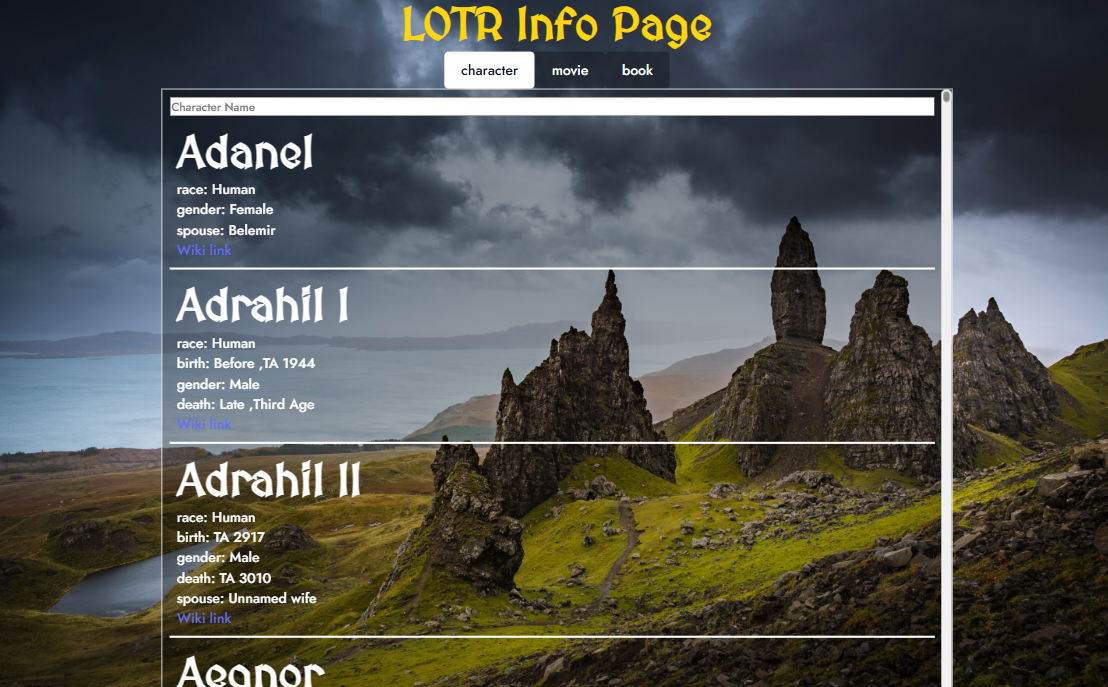 LOTR Info Page
character movie book
Character Name
Adanel
race: Human
gender: Female
spouse: Belemir
Wiki link
Adrahil I
race: Human
birth: Before ,TA 1944
gender: Male
death: Late ,Third Age
Wiki link
Adrahil II
race: Human
birth: TA 2917
gender: Male
death: TA 3010
spouse: Unnamed wife
Wiki link
Aegnor